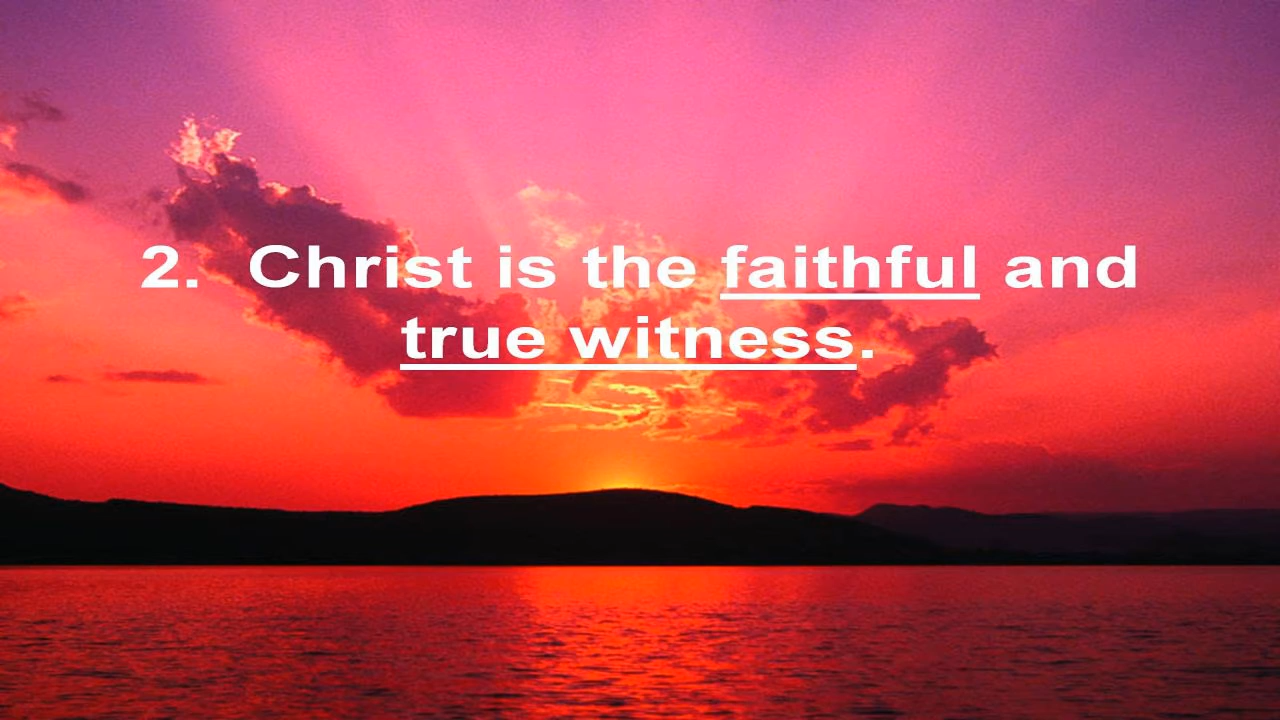 2. Christ is the faithful and
true witness.